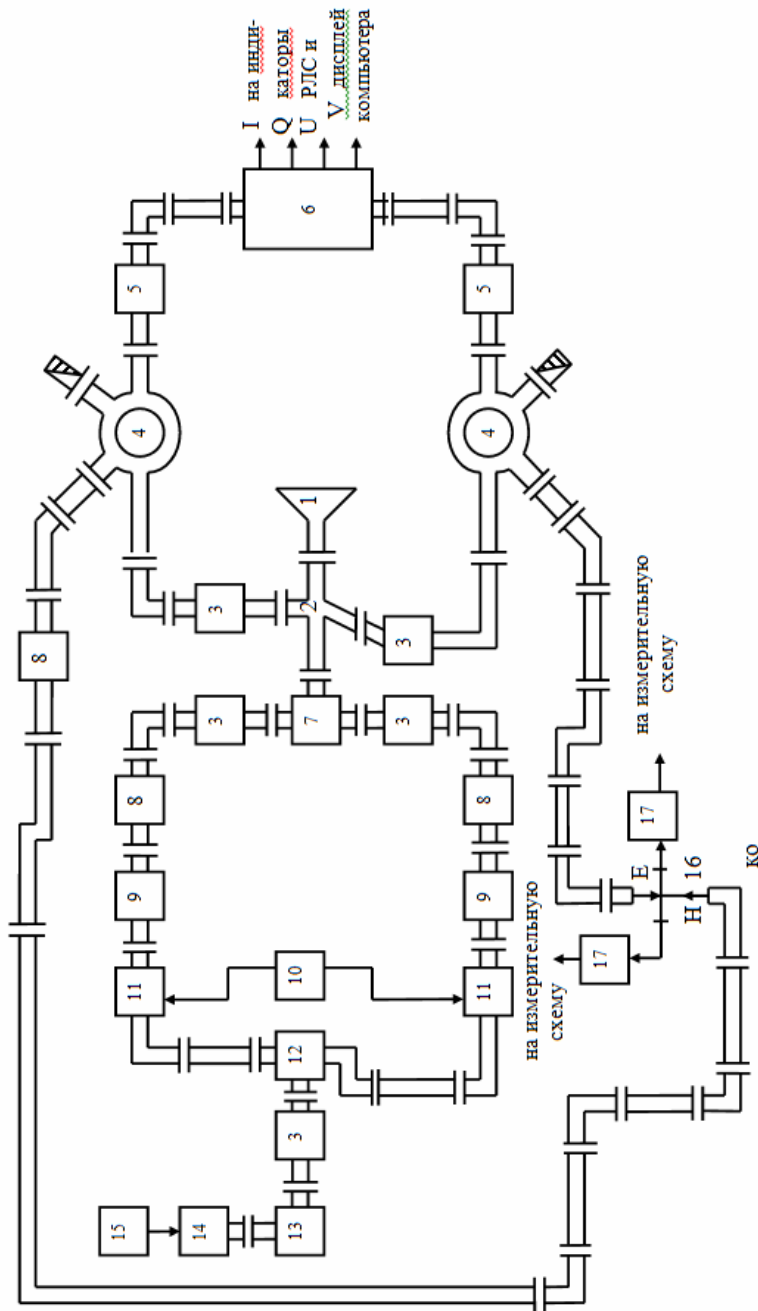 I на инди-
Q каторы
U РЛС и
V дисплей
компьютера
6
5
5
4
4
1
2
3
3
8
7
3
3
8
8
9
9
10
11
11
12
3
13
14
15
на измерительную
схему
17
E
H
16
17
на измерительную
схему
ко